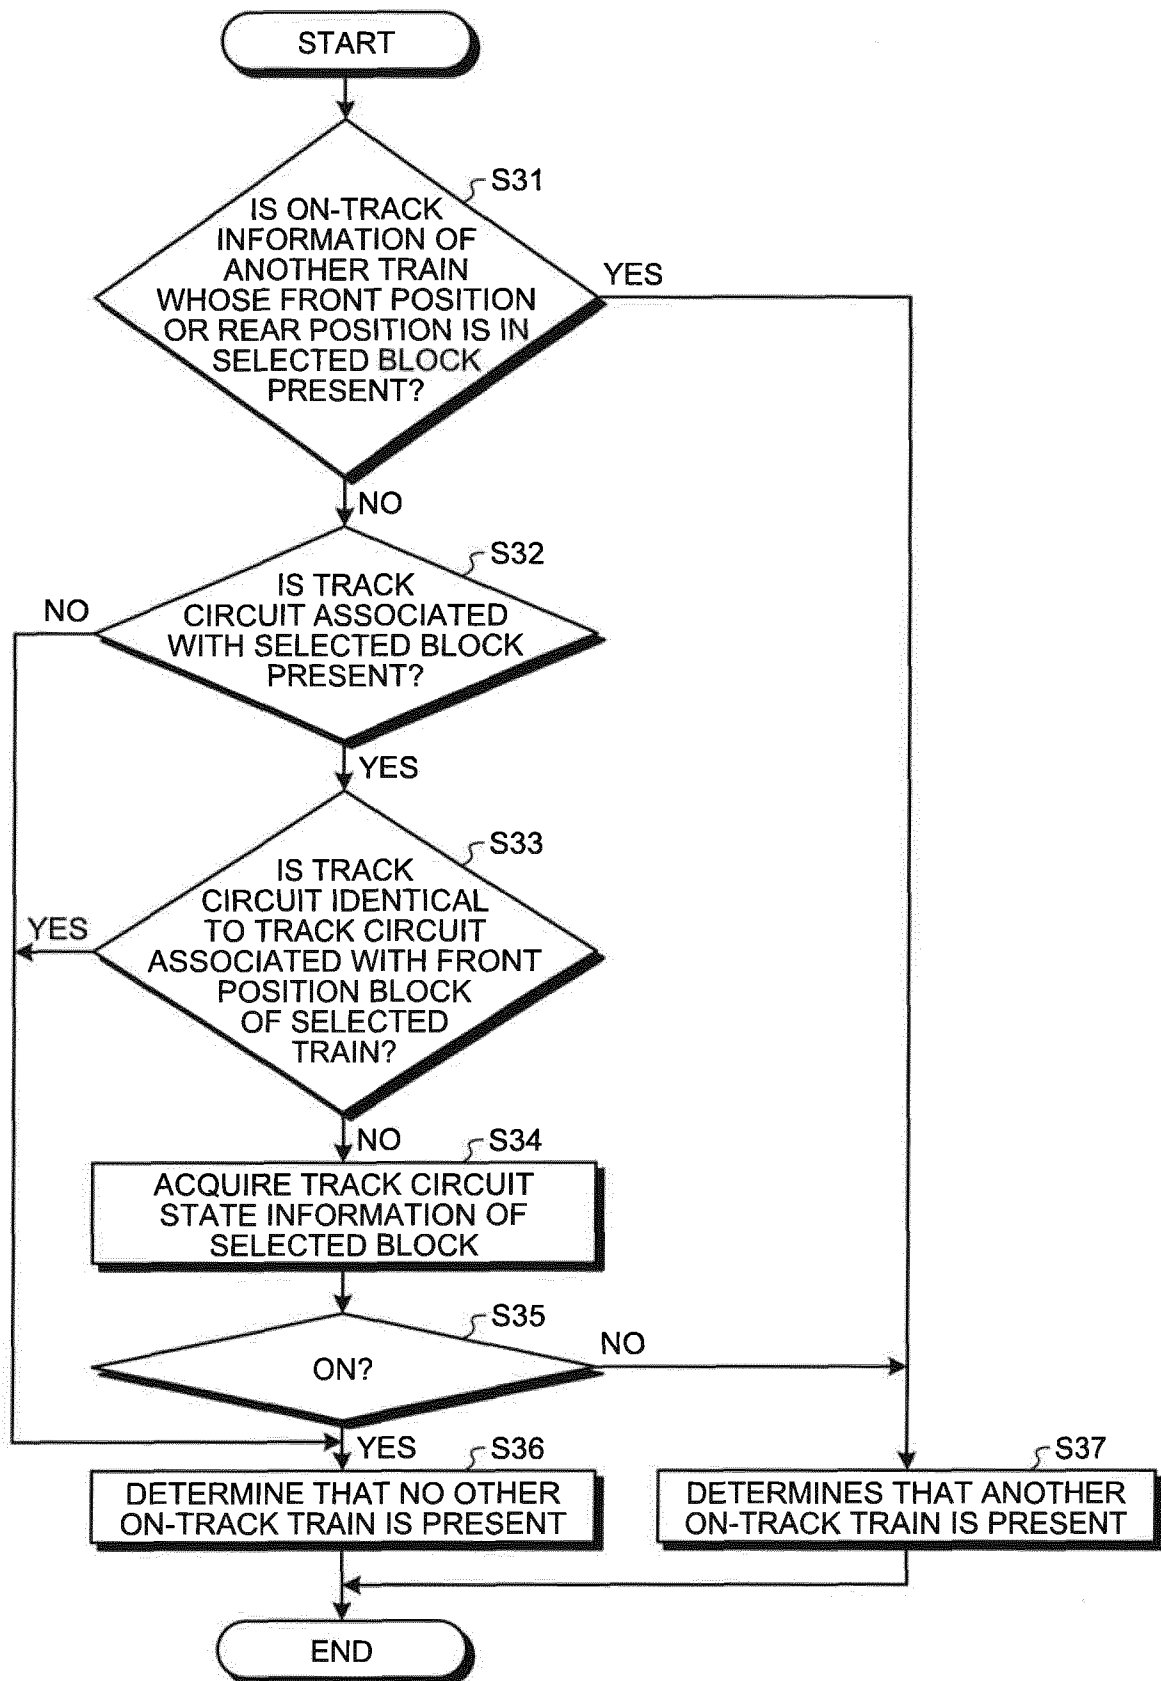 START
S31
IS ON-TRACK
INFORMATION OF
ANOTHER TRAIN
WHOSE FRONT POSITION
OR REAR POSITION IS IN
SELECTED BLOCK
PRESENT?
YES
NO
S32
IS TRACK
CIRCUIT ASSOCIATED
WITH SELECTED BLOCK
PRESENT?
NO
YES
S33
IS TRACK
CIRCUIT IDENTICAL
TO TRACK CIRCUIT
ASSOCIATED WITH FRONT
POSITION BLOCK
OF SELECTED
TRAIN?
YES
NO
S34
ACQUIRE TRACK CIRCUIT
STATE INFORMATION OF
SELECTED BLOCK
S35
ON?
NO
YES
S36
DETERMINE THAT NO OTHER
ON-TRACK TRAIN IS PRESENT
S37
DETERMINES THAT ANOTHER
ON-TRACK TRAIN IS PRESENT
END